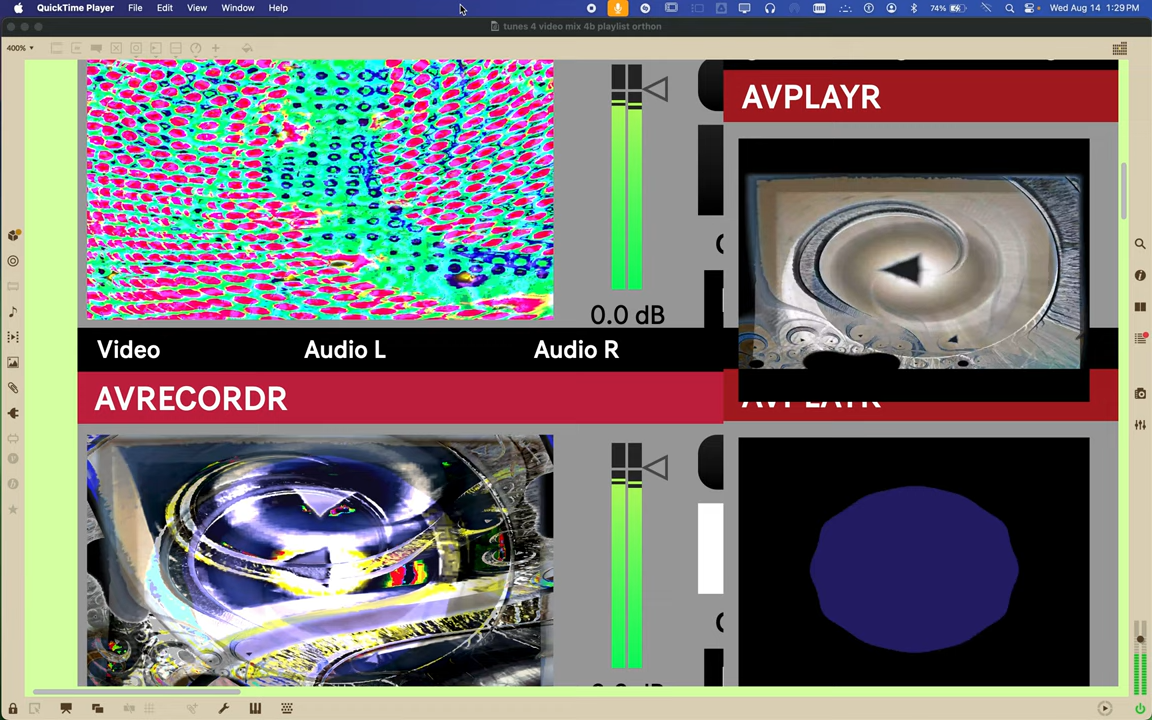 QuickTime Player File Edit View Window Help
74% Wed Aug 14 1:29 PM
tunes 4 video mix 4b playlist orthon
400%
AVPLAYR
0.0 dB
Video Audio L Audio R
AVRECORDR
AVPLAYR